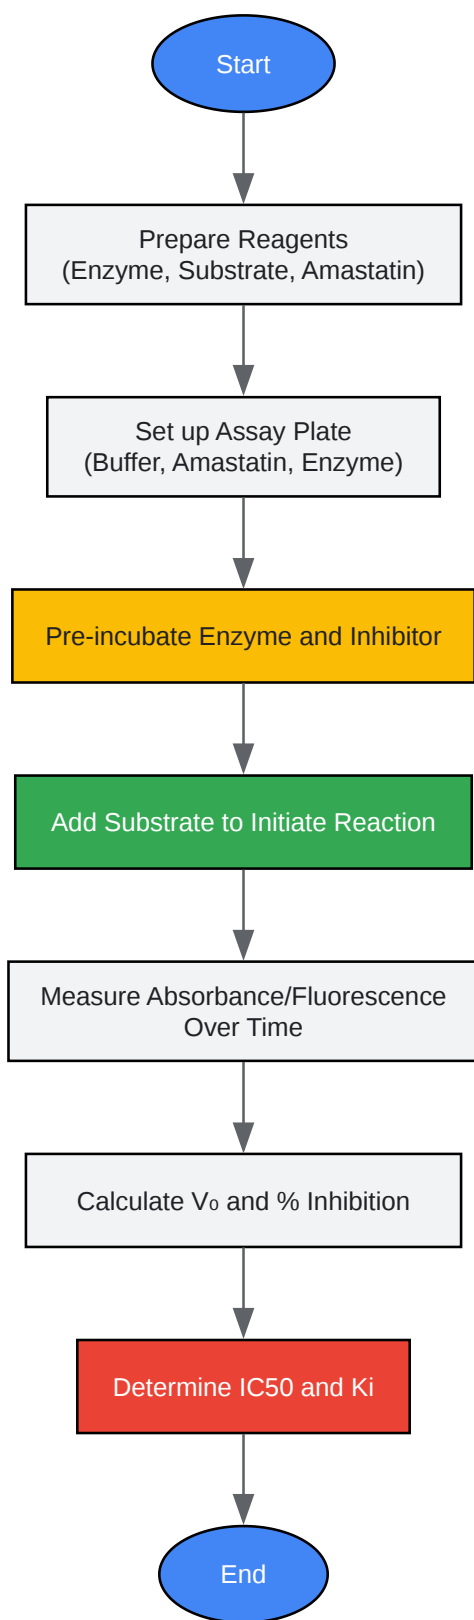 Start
Prepare Reagents
(Enzyme, Substrate, Amastatin)
Set up Assay Plate
(Buffer, Amastatin, Enzyme)
Pre-incubate Enzyme and Inhibitor
Add Substrate to Initiate Reaction
Measure Absorbance/Fluorescence
Over Time
Calculate V₀ and % Inhibition
Determine IC50 and Ki
End